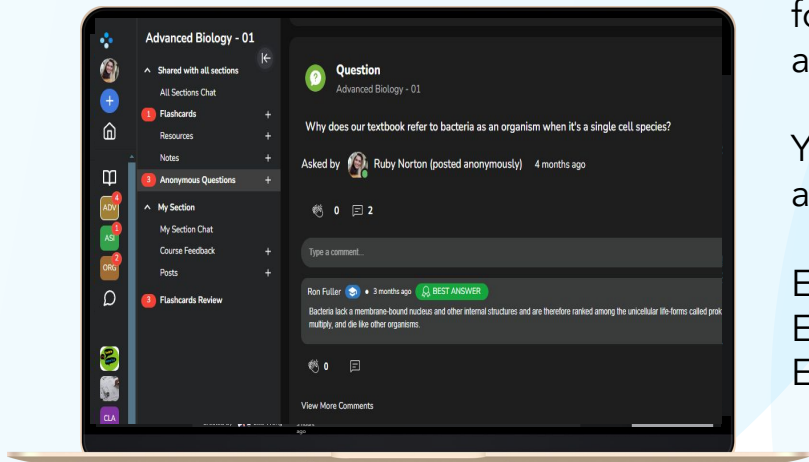 Advanced Biology - 01
Shared with all sections
All Sections Chat
1 Flashcards +
Resources +
Notes +
3 Anonymous Questions +
My Section
My Section Chat
Course Feedback +
Posts +
3 Flashcards Review
ADV 4
ASI 1
ORG 2
CLA
Question
Advanced Biology - 01
Why does our textbook refer to bacteria as an organism when it's a single cell species?
Asked by Ruby Norton (posted anonymously) 4 months ago
0 2
Type a comment...
Ron Fuller • 3 months ago BEST ANSWER
Bacteria lack a membrane-bound nucleus and other internal structures and are therefore ranked among the unicellular life-forms called prok
multiply, and die like other organisms.
0
View More Comments
ago
fo
a
Y
a
E
E
E